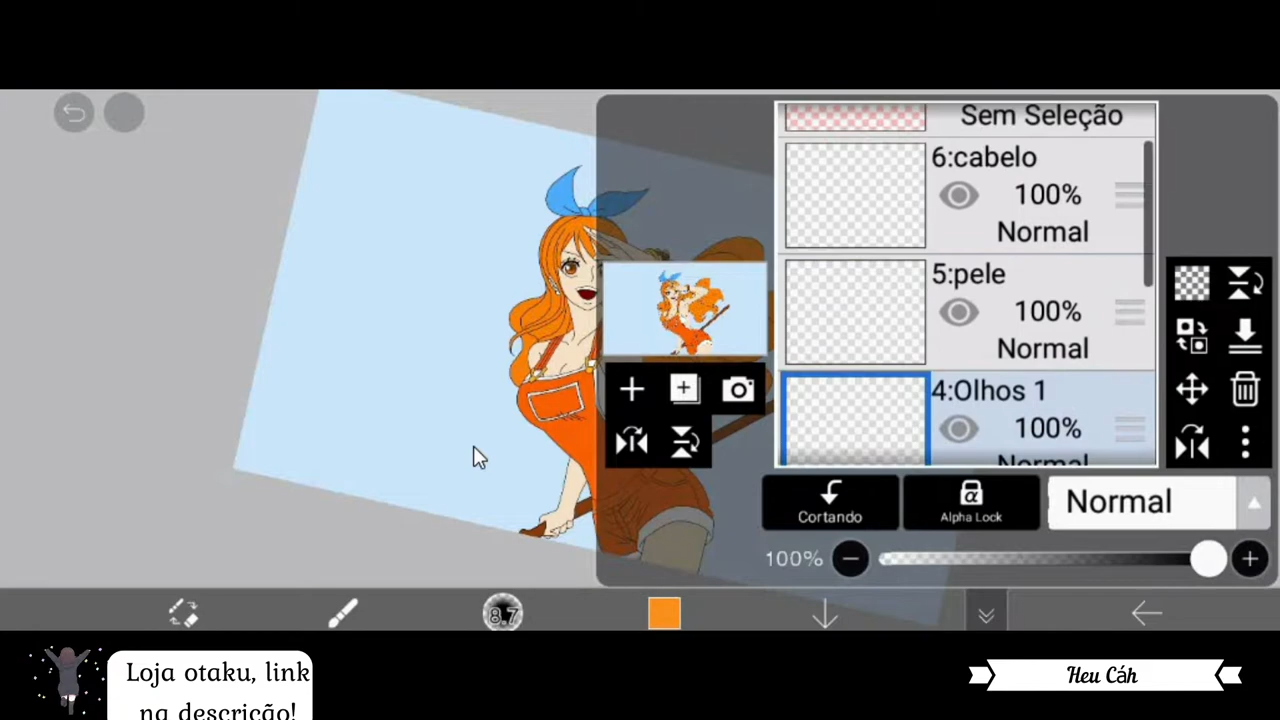 Sem Seleção
6:cabelo
100%
Normal
5:pele
100%
Normal
4:Olhos 1
100%
Normal
Cortando
Alpha Lock
Normal
100%
8.7
Loja otaku, link
na descrição!
Heu Cáh